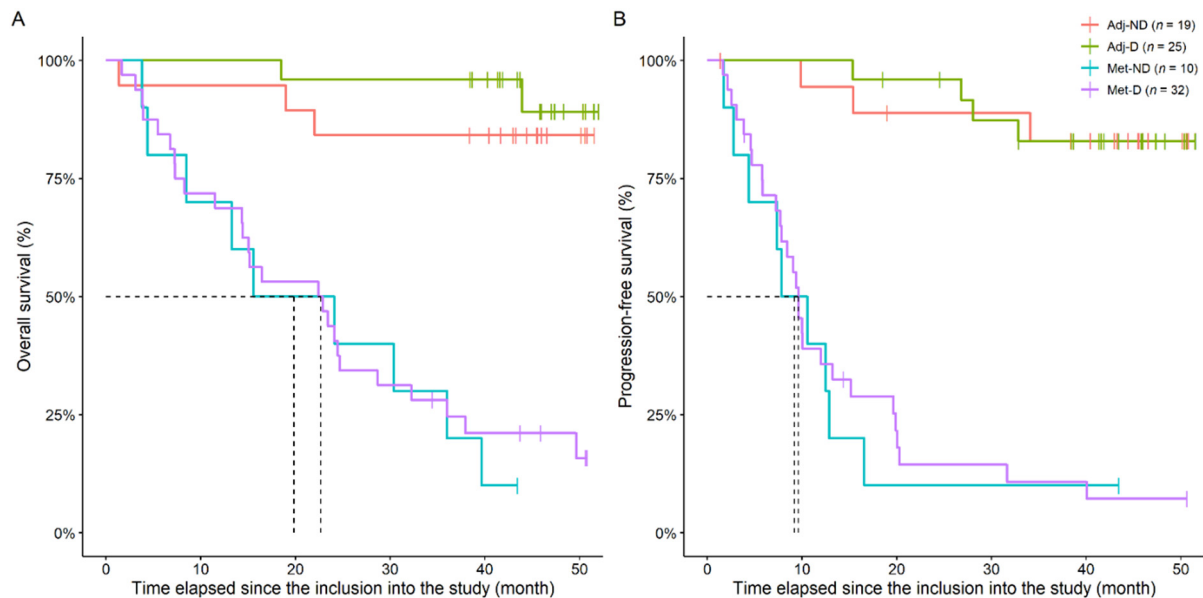 A
Overall survival (%)
100%
75%
50%
25%
0%
0 10 20 30 40 50
Time elapsed since the inclusion into the study (month)
B
Adj-ND (n = 19)
Adj-D (n = 25)
Met-ND (n = 10)
Met-D (n = 32)
Progression-free survival (%)
100%
75%
50%
25%
0%
0 10 20 30 40 50
Time elapsed since the inclusion into the study (month)